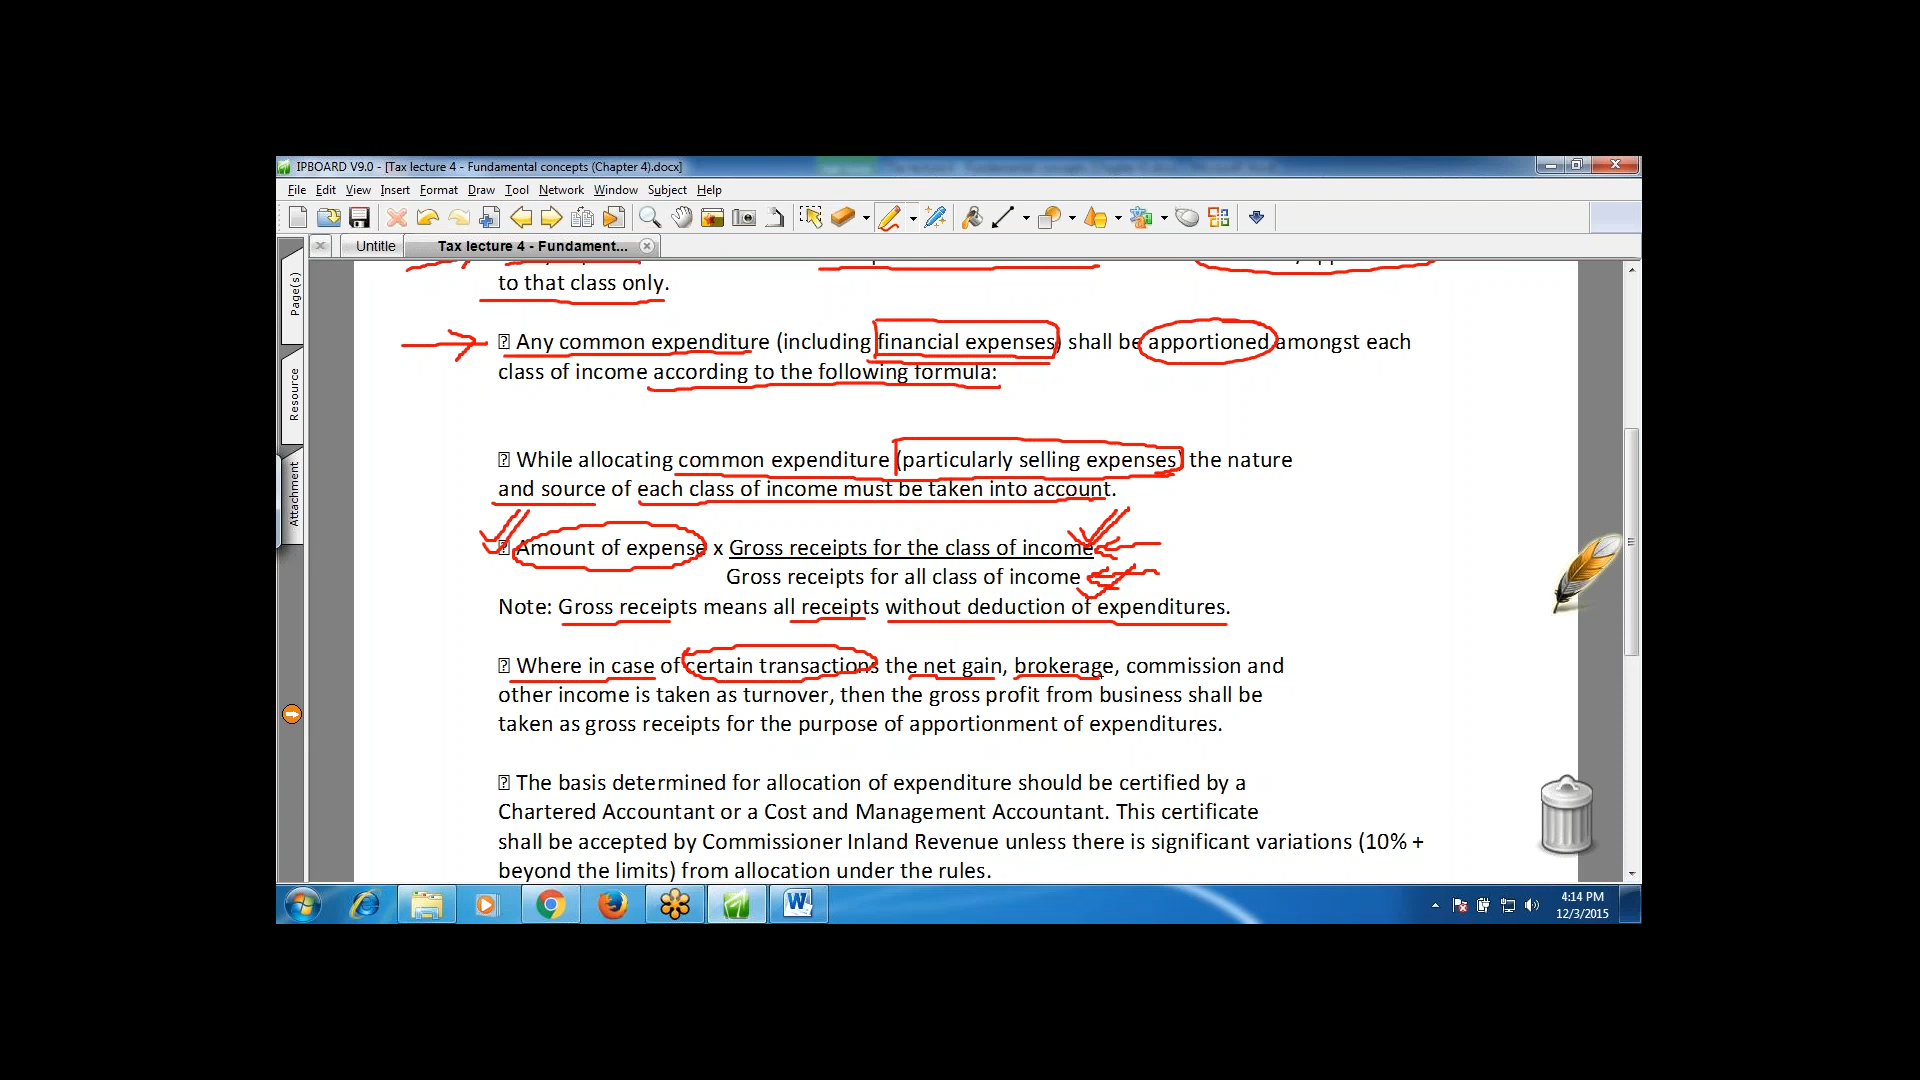 IPBOARD V9.0 - [Tax lecture 4 - Fundamental concepts (Chapter 4).docx]
File Edit View Insert Format Draw Tool Network Window Subject Help
Untitle Tax lecture 4 - Fundament...
Page(s)
Resource
Attachment
to that class only.
Any common expenditure (including financial expenses) shall be apportioned amongst each
class of income according to the following formula:
While allocating common expenditure (particularly selling expenses) the nature
and source of each class of income must be taken into account.
Amount of expense x Gross receipts for the class of income
Gross receipts for all class of income
Note: Gross receipts means all receipts without deduction of expenditures.
Where in case of certain transactions the net gain, brokerage, commission and
other income is taken as turnover, then the gross profit from business shall be
taken as gross receipts for the purpose of apportionment of expenditures.
The basis determined for allocation of expenditure should be certified by a
Chartered Accountant or a Cost and Management Accountant. This certificate
shall be accepted by Commissioner Inland Revenue unless there is significant variations (10% +
beyond the limits) from allocation under the rules.
4:14 PM
12/3/2015